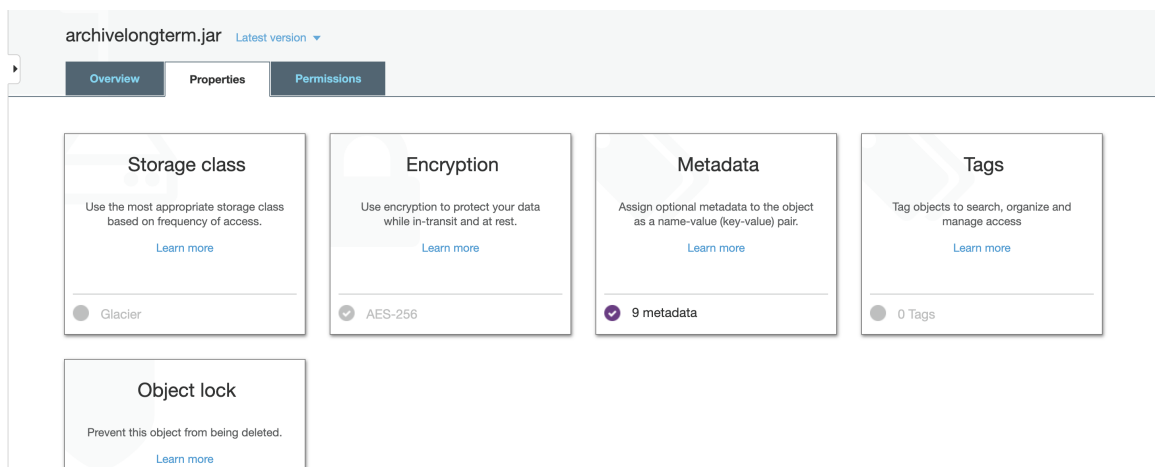 archivelongterm.jar Latest version
Overview Properties Permissions
Storage class
Use the most appropriate storage class
based on frequency of access.
Learn more
Glacier
Encryption
Use encryption to protect your data
while in-transit and at rest.
Learn more
AES-256
Metadata
Assign optional metadata to the object
as a name-value (key-value) pair.
Learn more
9 metadata
Tags
Tag objects to search, organize and
manage access
Learn more
0 Tags
Object lock
Prevent this object from being deleted.
Learn more